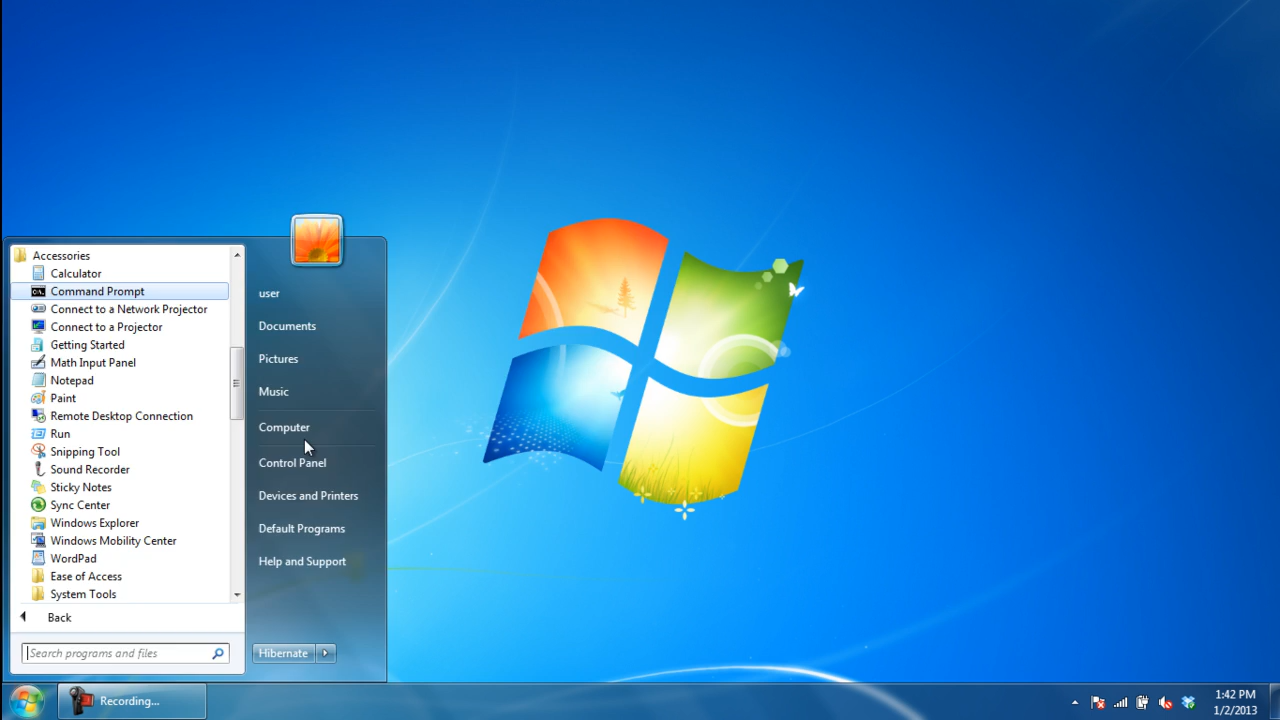 Accessories
Calculator
Command Prompt
Connect to a Network Projector
Connect to a Projector
Getting Started
Math Input Panel
Notepad
Paint
Remote Desktop Connection
Run
Snipping Tool
Sound Recorder
Sticky Notes
Sync Center
Windows Explorer
Windows Mobility Center
WordPad
Ease of Access
System Tools
Back
Search programs and files
user
Documents
Pictures
Music
Computer
Control Panel
Devices and Printers
Default Programs
Help and Support
Hibernate
Recording...
1:42 PM
1/2/2013